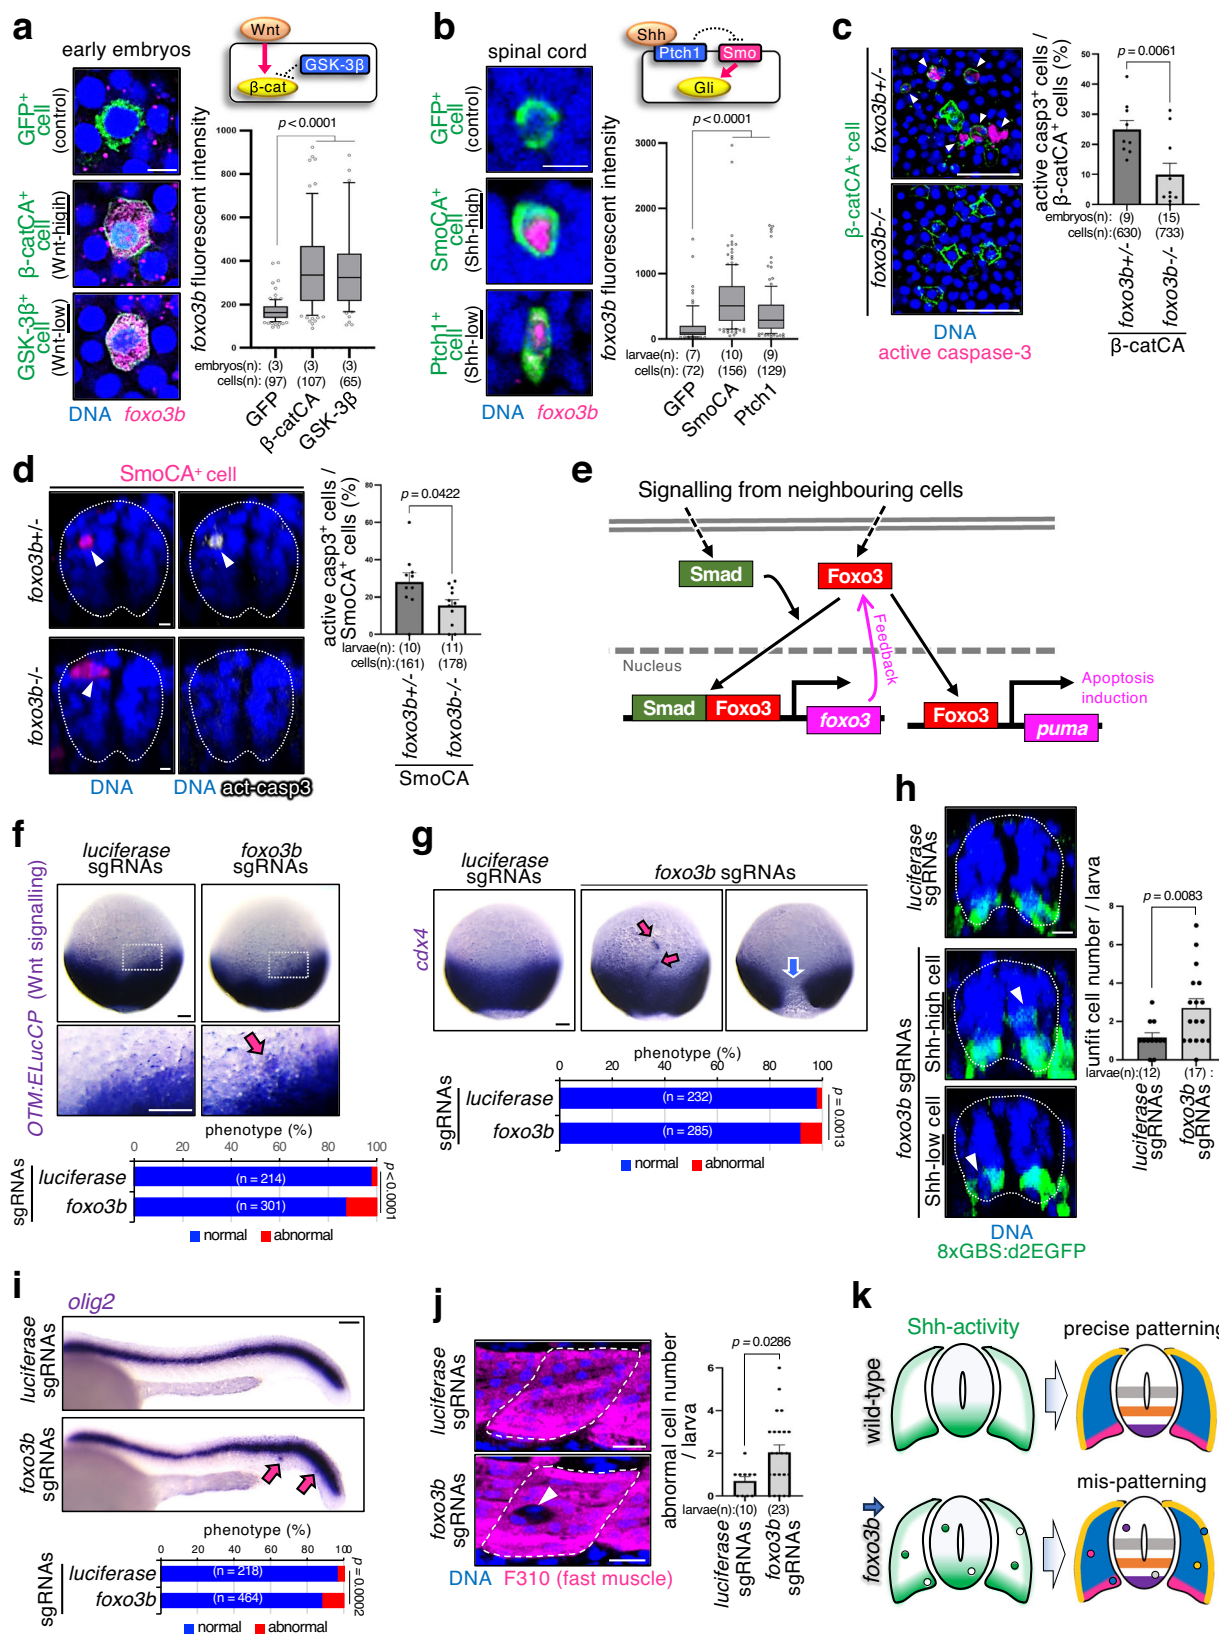 a
early embryos
Wnt
GSK-3β
β-cat
GFP+
cell
(control)
β-catCA+
cell
(Wnt-higih)
GSK-3β+
cell
(Wnt-low)
DNA foxo3b
foxo3b fluorescent intensity
p < 0.0001
1000
800
600
400
200
0
embryos(n): (3) (3) (3)
cells(n): (97) (107) (65)
GFP
β-catCA
GSK-3β
b
spinal cord
Shh
Ptch1
Smo
Gli
GFP+
cell
(control)
SmoCA+
cell
(Shh-high)
Ptch1+
cell
(Shh-low)
DNA foxo3b
foxo3b fluorescent intensity
p < 0.0001
3000
2000
1000
0
larvae(n): (7) (10) (9)
cells(n): (72) (156) (129)
GFP
SmoCA
Ptch1
c
β-catCA+ cell
foxo3b+/-
foxo3b-/-
DNA
active caspase-3
active casp3+ cells /
β-catCA+ cells (%)
p = 0.0061
50
40
30
20
10
0
embryos(n): (9) (15)
cells(n): (630) (733)
foxo3b+/-
foxo3b-/-
β-catCA
d
SmoCA+ cell
foxo3b+/-
foxo3b-/-
DNA
DNA act-casp3
active casp3+ cells /
SmoCA+ cells (%)
p = 0.0422
80
60
40
20
0
larvae(n): (10) (11)
cells(n): (161) (178)
foxo3b+/-
foxo3b-/-
SmoCA
e
Signalling from neighbouring cells
Smad
Foxo3
Feedback
Nucleus
Smad Foxo3
foxo3
Foxo3
puma
Apoptosis
induction
f
luciferase
sgRNAs
foxo3b
sgRNAs
OTM:ELucCP (Wnt signalling)
phenotype (%)
0 20 40 60 80 100
sgRNAs
luciferase
(n = 214)
foxo3b
(n = 301)
p < 0.0001
normal abnormal
g
luciferase
sgRNAs
foxo3b sgRNAs
cdx4
phenotype (%)
0 20 40 60 80 100
sgRNAs
luciferase
(n = 232)
foxo3b
(n = 285)
p = 0.0013
normal abnormal
h
luciferase
sgRNAs
foxo3b sgRNAs
Shh-high cell
Shh-low cell
DNA
8xGBS:d2EGFP
unfit cell number / larva
p = 0.0083
8
6
4
2
0
larvae(n):(12) (17) :
luciferase
sgRNAs
foxo3b
sgRNAs
i
olig2
luciferase
sgRNAs
foxo3b
sgRNAs
phenotype (%)
0 20 40 60 80 100
sgRNAs
luciferase
(n = 218)
foxo3b
(n = 464)
p = 0.0002
normal abnormal
j
luciferase
sgRNAs
foxo3b
sgRNAs
DNA F310 (fast muscle)
abnormal cell number
/ larva
p = 0.0286
6
4
2
0
larvae(n):(10) (23)
luciferase
sgRNAs
foxo3b
sgRNAs
k
Shh-activity
precise patterning
wild-type
mis-patterning
foxo3b